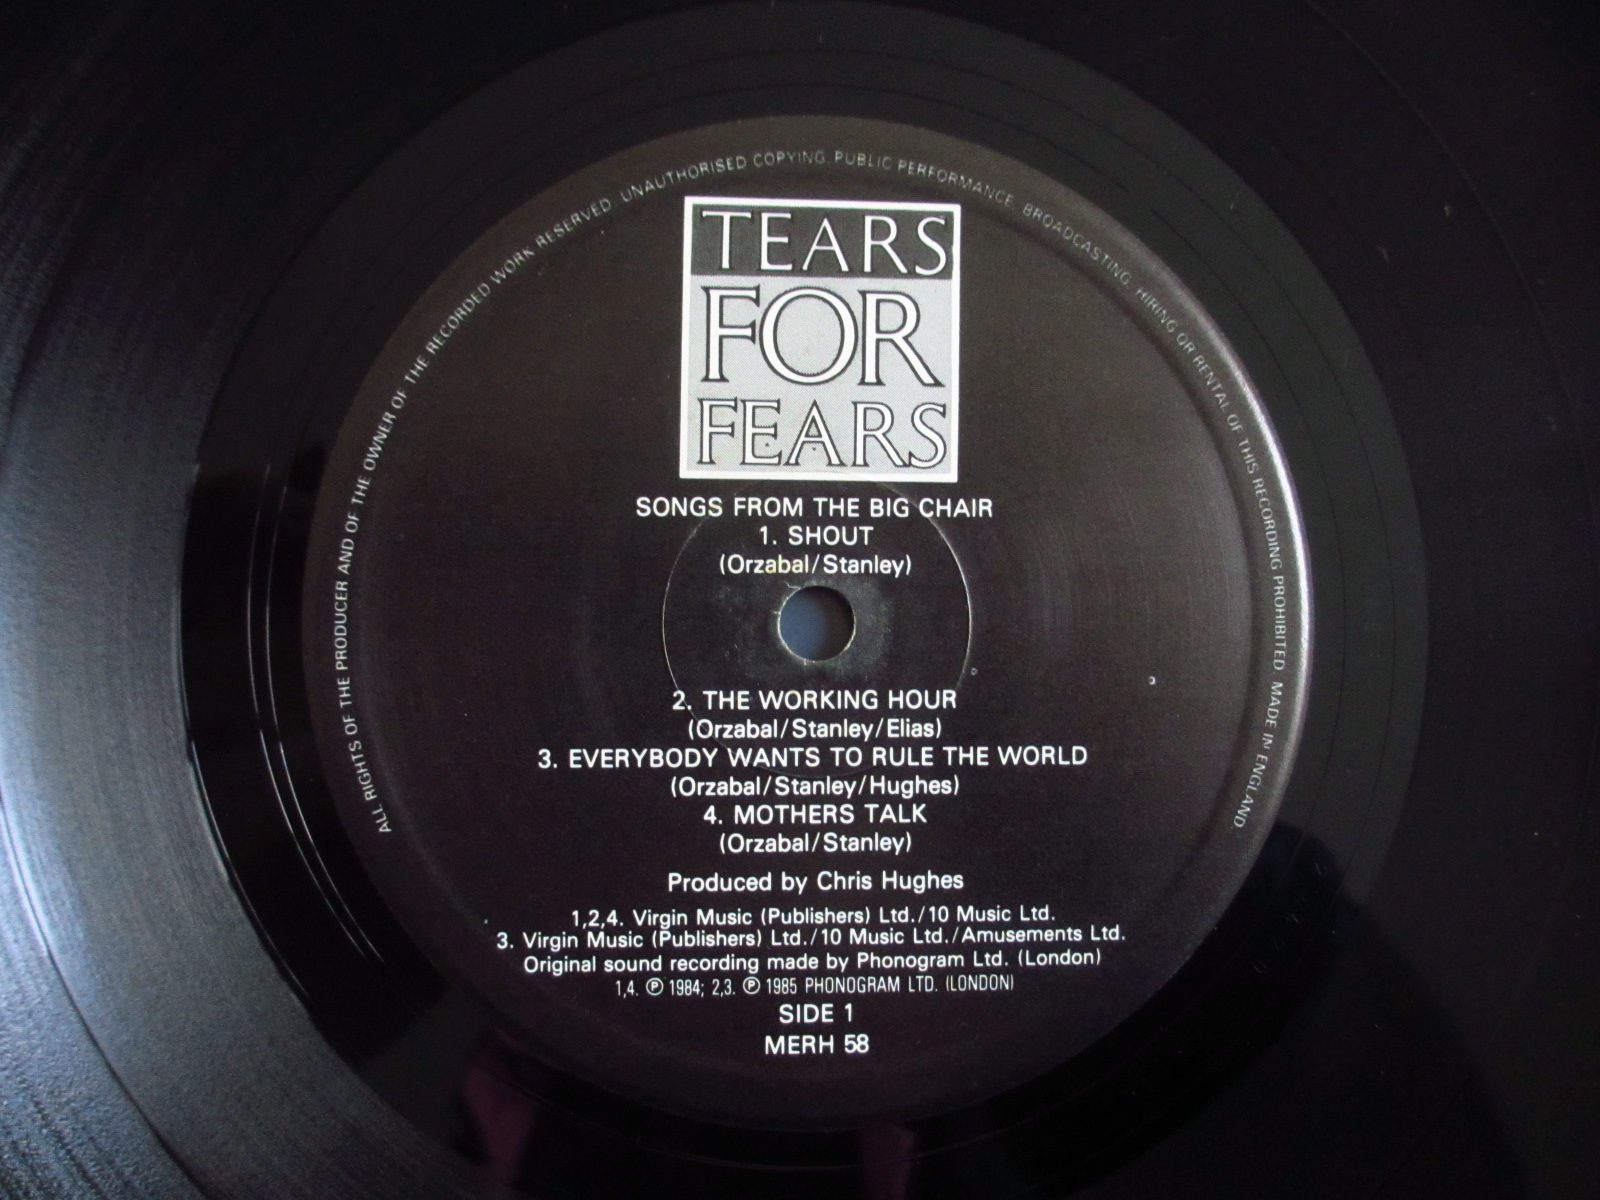 ALL RIGHTS OF THE PRODUCER AND OF THE OWNER OF THE RECORDED WORK RESERVED. UNAUTHORISED COPYING. PUBLIC PERFORMANCE. BROADCASTING. HIRING OR RENTAL OF THIS RECORDING PROHIBITED. MADE IN ENGLAND.
TEARS
FOR
FEARS
SONGS FROM THE BIG CHAIR
1. SHOUT
(Orzabal/Stanley)
2. THE WORKING HOUR
(Orzabal/Stanley/Elias)
3. EVERYBODY WANTS TO RULE THE WORLD
(Orzabal/Stanley/Hughes)
4. MOTHERS TALK
(Orzabal/Stanley)
Produced by Chris Hughes
1,2,4. Virgin Music (Publishers) Ltd./10 Music Ltd.
3. Virgin Music (Publishers) Ltd./10 Music Ltd./Amusements Ltd.
Original sound recording made by Phonogram Ltd. (London)
1,4. ℗ 1984; 2,3. ℗ 1985 PHONOGRAM LTD. (LONDON)
SIDE 1
MERH 58